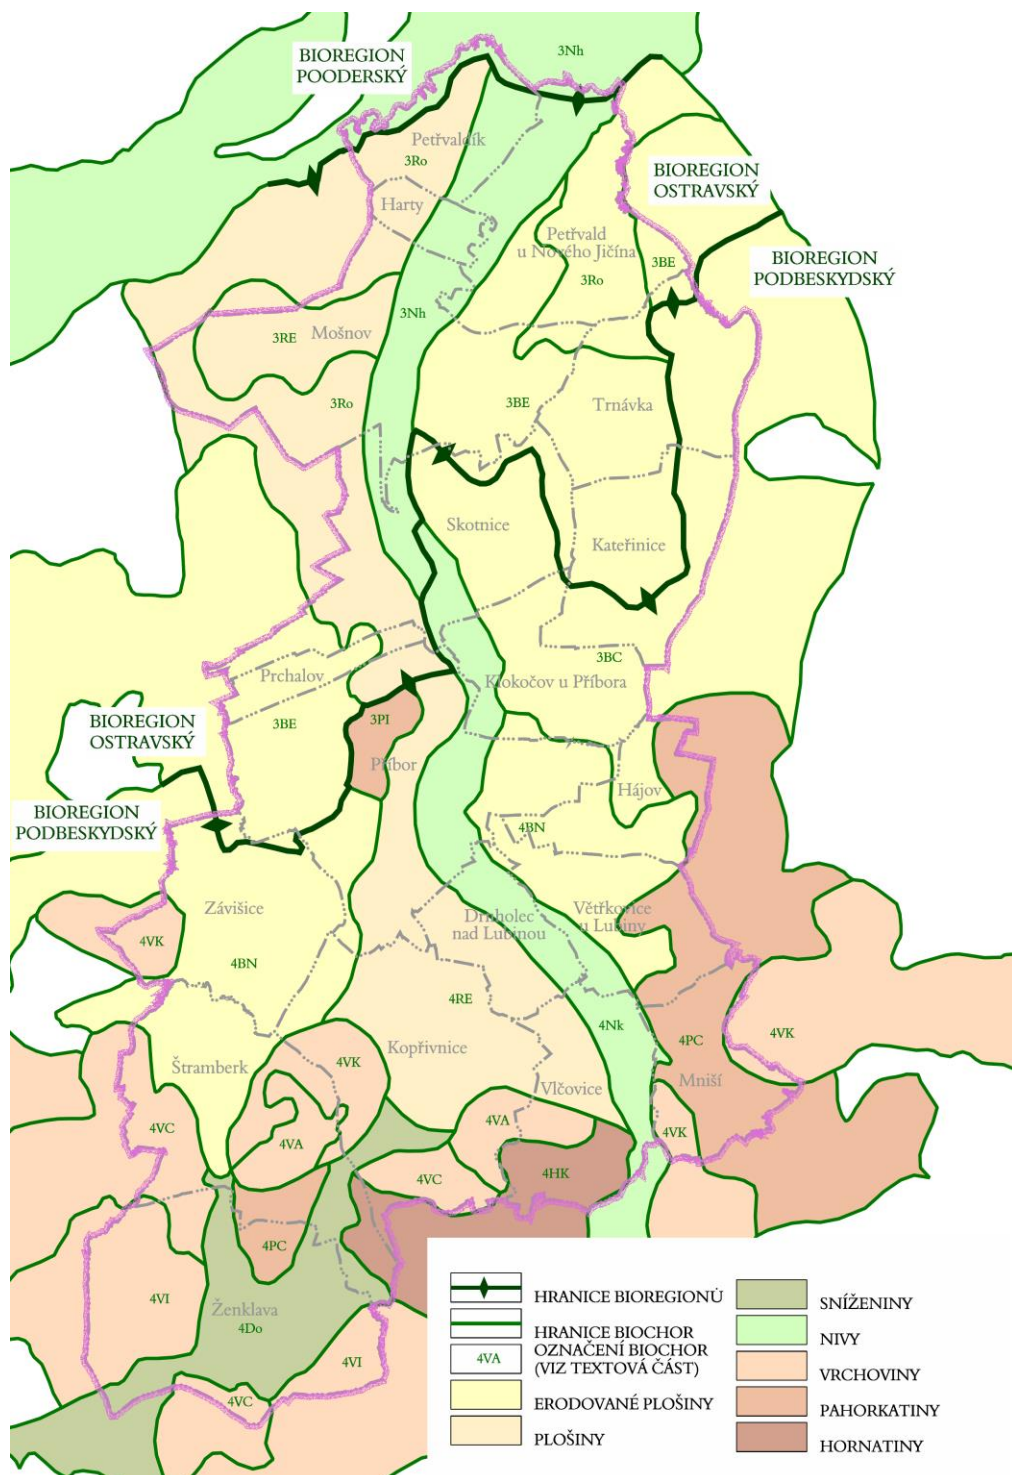 3Nh
BIOREGION
POODERSKÝ
Petřvaldík
3Ro
BIOREGION
OSTRAVSKÝ
Harty
Petřvald
u Nového Jičína
3BE
BIOREGION
PODBESKYDSKÝ
3Ro
3Nh
Mošnov
3RE
3Ro
3BE
Trnávka
Skotnice
Kateřinice
3BC
Prchalov
Klokočov u Příbora
3BE
3PI
BIOREGION
OSTRAVSKÝ
Příbor
Hájov
BIOREGION
PODBESKYDSKÝ
4BN
Závišice
Drnholec
nad Lubinou
Větřkovice
u Lubiny
4VK
4BN
4RE
4Nk
4VK
4PC
Kopřivnice
4VK
Štramberk
Vlčovice
Mniší
4VC
4VA
4VA
4VK
4VC
4HK
4PC
4VI
Ženklava
4Do
4VI
4VC
HRANICE BIOREGIONŮ
HRANICE BIOCHOR
4VA
OZNAČENÍ BIOCHOR
(VIZ TEXTOVÁ ČÁST)
ERODOVANÉ PLOŠINY
PLOŠINY
SNÍŽENINY
NIVY
VRCHOVINY
PAHORKATINY
HORNATINY